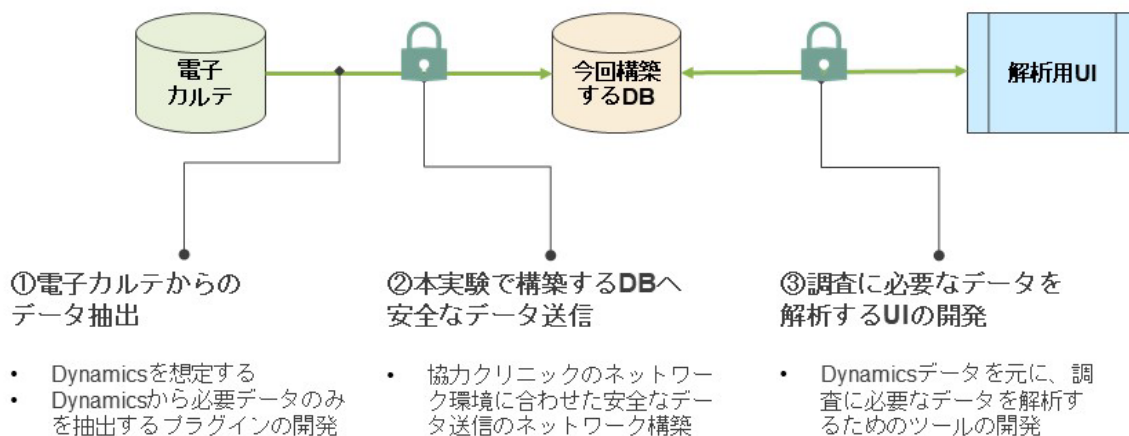 電子
カルテ
今回構築
するDB
解析用UI
①電子カルテからの
データ抽出
• Dynamicsを想定する
• Dynamicsから必要データのみ
を抽出するプラグインの開発
②本実験で構築するDBへ
安全なデータ送信
• 協力クリニックのネットワー
ク環境に合わせた安全なデー
タ送信のネットワーク構築
③調査に必要なデータを
解析するUIの開発
• Dynamicsデータを元に、調
査に必要なデータを解析す
るためのツールの開発